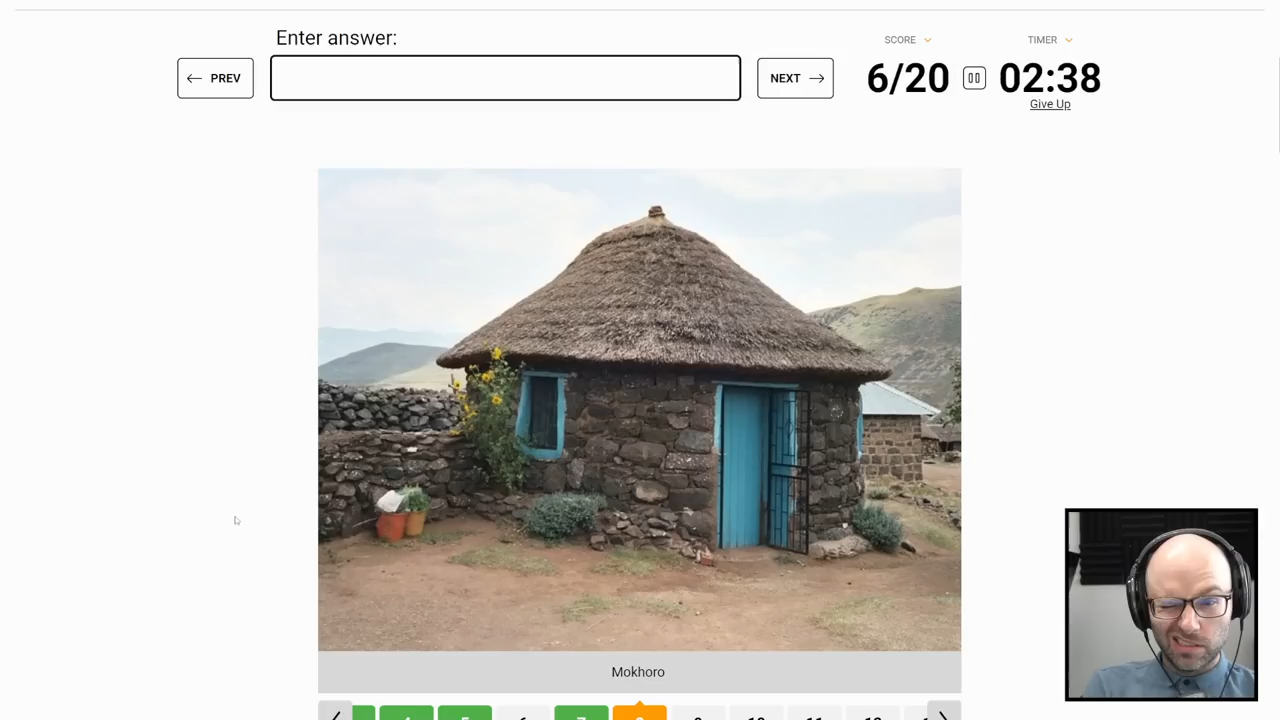 Enter answer:
PREV
NEXT
SCORE
6/20
TIMER
02:38
Give Up
Mokhoro